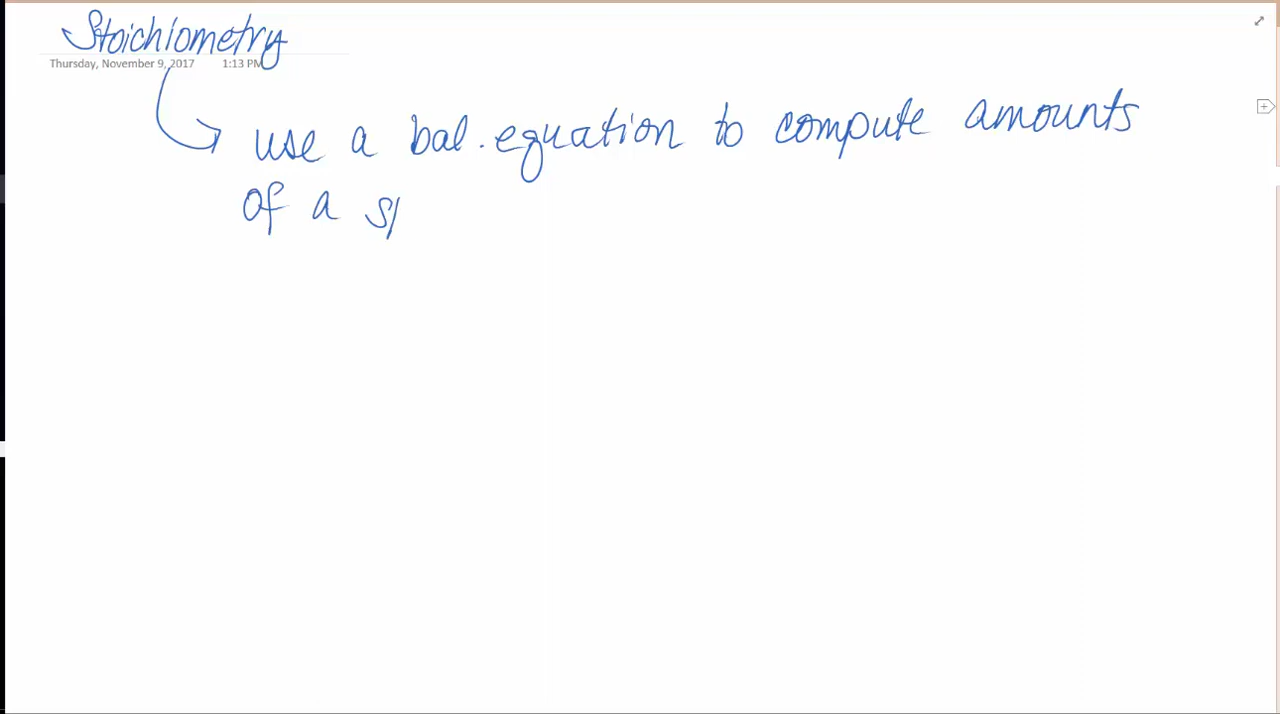 Stoichiometry
Thursday, November 9, 2017 1:13 PM
use a bal. equation to compute amounts
of a